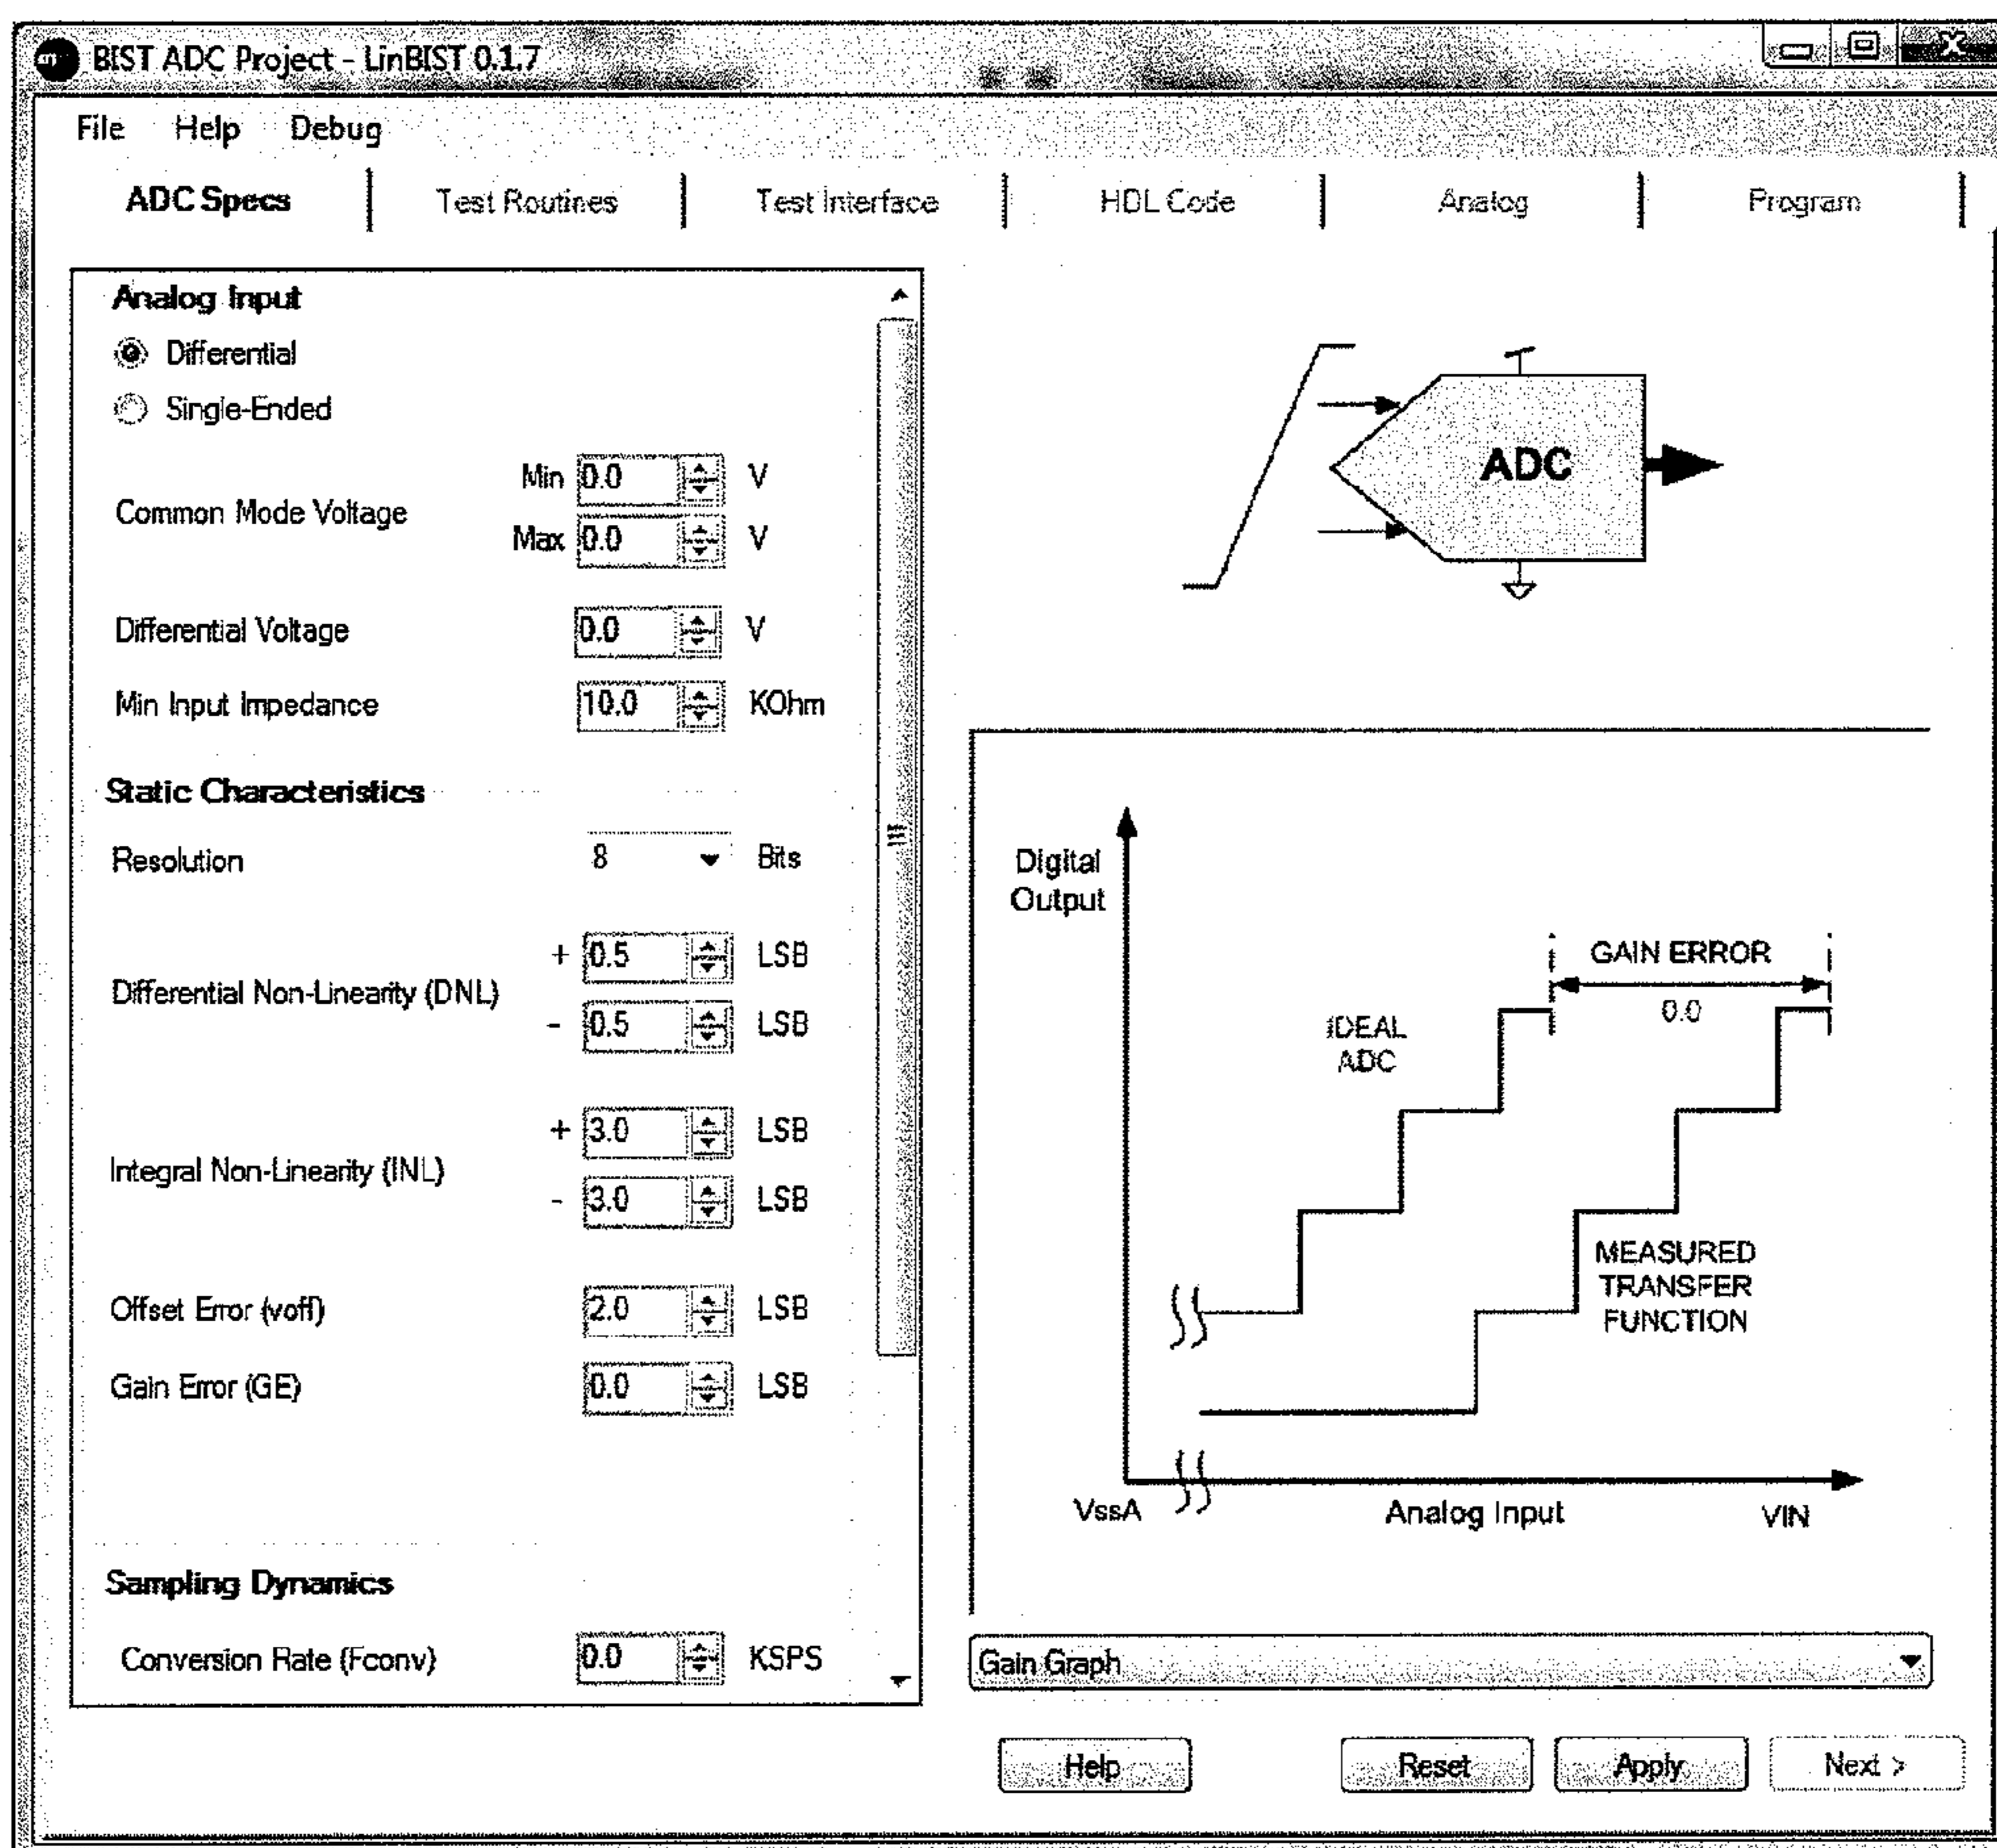 BIST ADC Project - LinBIST 0.1.7
File Help Debug
ADC Specs Test Routines Test Interface HDL Code Analog Program
Analog Input
Differential
Single-Ended
Common Mode Voltage
Min 0.0 V
Max 0.0 V
Differential Voltage 0.0 V
Min Input Impedance 10.0 KOhm
Static Characteristics
Resolution 8 Bits
Differential Non-Linearity (DNL)
+ 0.5 LSB
- 0.5 LSB
Integral Non-Linearity (INL)
+ 3.0 LSB
- 3.0 LSB
Offset Error (voff) 2.0 LSB
Gain Error (GE) 0.0 LSB
Sampling Dynamics
Conversion Rate (Fconv) 0.0 KSPS
ADC
Digital
Output
GAIN ERROR
0.0
IDEAL
ADC
MEASURED
TRANSFER
FUNCTION
VssA Analog Input VIN
Gain Graph
Help Reset Apply Next >